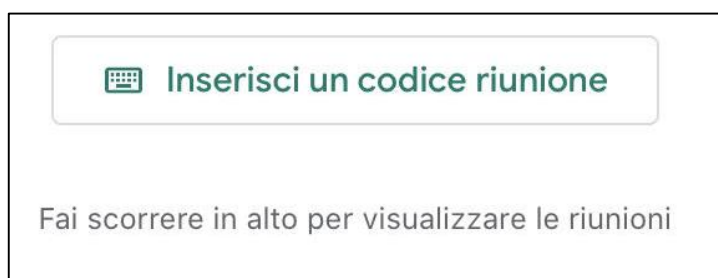 Inserisci un codice riunione
Fai scorrere in alto per visualizzare le riunioni